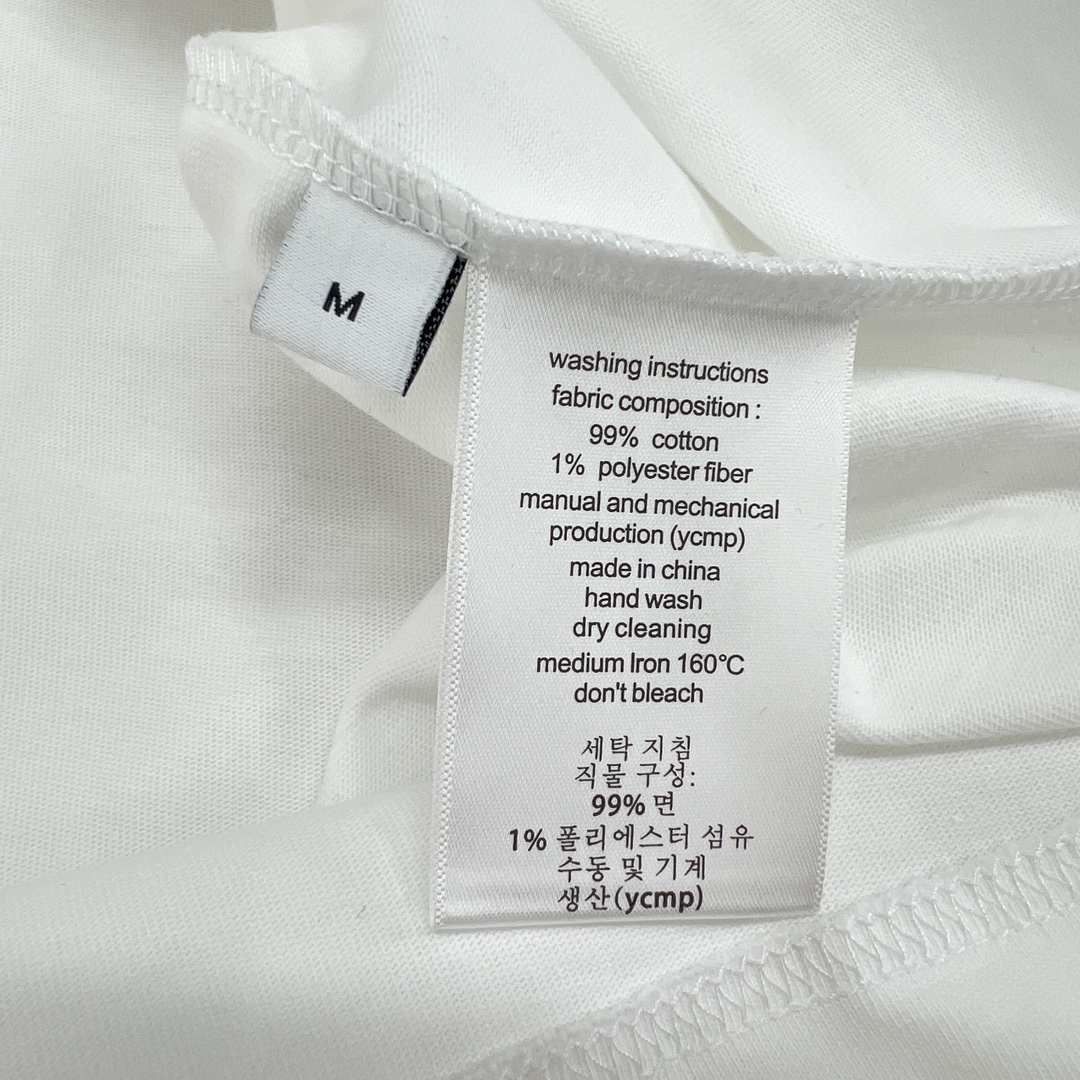 M
washing instructions
fabric composition :
99% cotton
1% polyester fiber
manual and mechanical
production (ycmp)
made in china
hand wash
dry cleaning
medium Iron 160°C
don't bleach
세탁 지침
직물 구성:
99% 면
1% 폴리에스터 섬유
수동 및 기계
생산(ycmp)